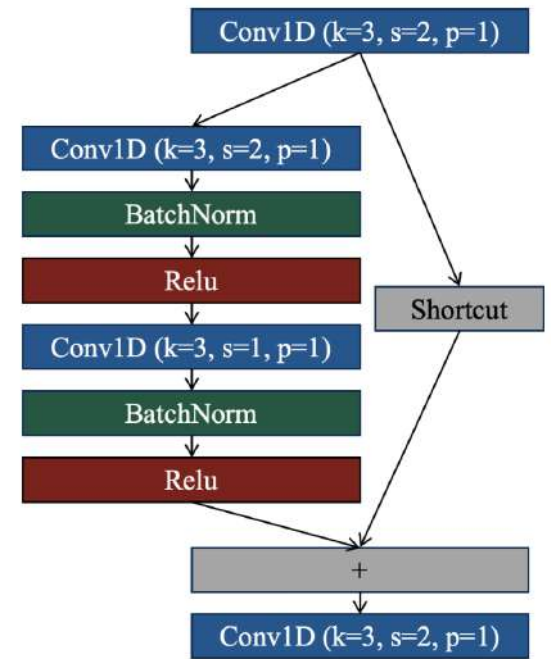 Conv1D (k=3, s=2, p=1)
Conv1D (k=3, s=2, p=1)
BatchNorm
Relu
Conv1D (k=3, s=1, p=1)
BatchNorm
Relu
Shortcut
+
Conv1D (k=3, s=2, p=1)